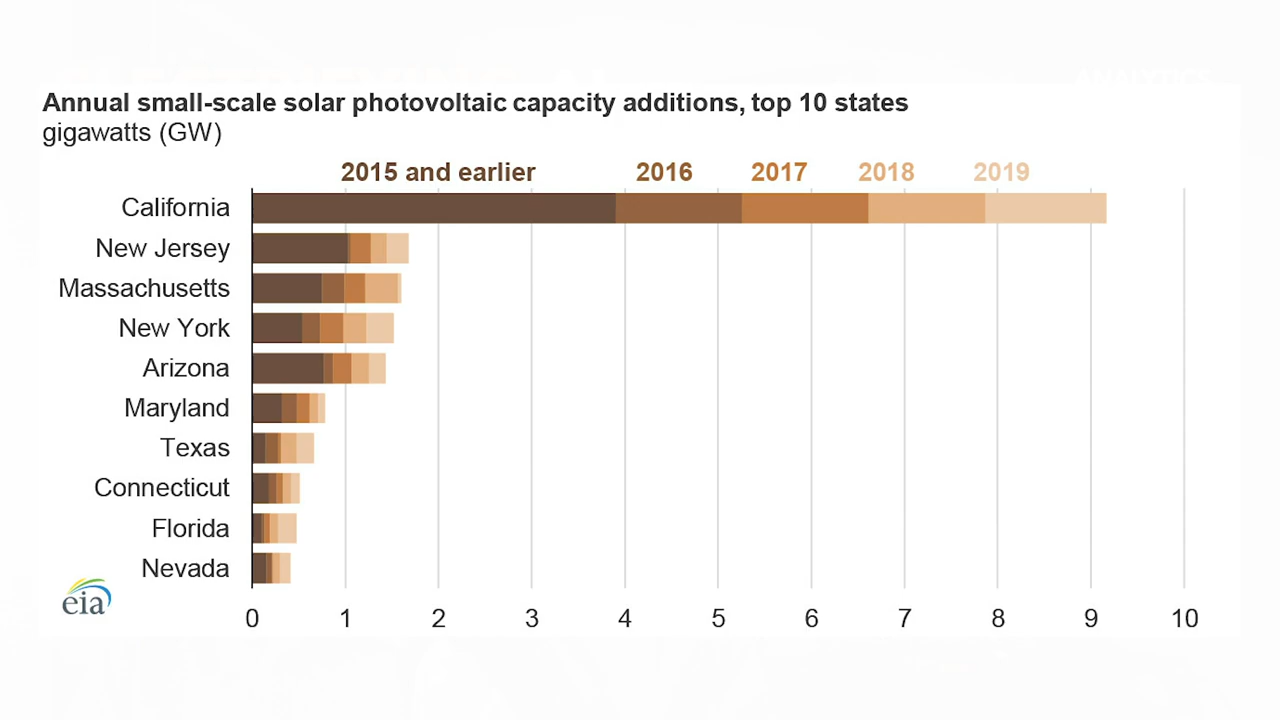 Annual small-scale solar photovoltaic capacity additions, top 10 states
gigawatts (GW)
2015 and earlier 2016 2017 2018 2019
California
New Jersey
Massachusetts
New York
Arizona
Maryland
Texas
Connecticut
Florida
Nevada
eia
0 1 2 3 4 5 6 7 8 9 10